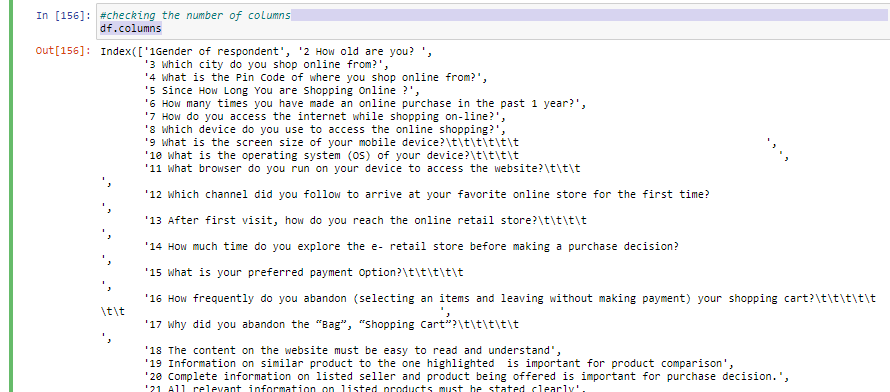 In [156]: #checking the number of columns
df.columns
Out[156]: Index(['1Gender of respondent', '2 How old are you? ',
'3 Which city do you shop online from?',
'4 What is the Pin Code of where you shop online from?',
'5 Since How Long You are Shopping Online ?',
'6 How many times you have made an online purchase in the past 1 year?',
'7 How do you access the internet while shopping on-line?',
'8 Which device do you use to access the online shopping?',
'9 What is the screen size of your mobile device?\t\t\t\t\t\t ',
'10 What is the operating system (OS) of your device?\t\t\t\t ',
'11 What browser do you run on your device to access the website?\t\t\t
',
'12 Which channel did you follow to arrive at your favorite online store for the first time?
',
'13 After first visit, how do you reach the online retail store?\t\t\t\t
',
'14 How much time do you explore the e- retail store before making a purchase decision?
',
'15 What is your preferred payment Option?\t\t\t\t\t
',
'16 How frequently do you abandon (selecting an items and leaving without making payment) your shopping cart?\t\t\t\t\t
\t\t ',
'17 Why did you abandon the “Bag”, “Shopping Cart”?\t\t\t\t\t
',
'18 The content on the website must be easy to read and understand',
'19 Information on similar product to the one highlighted  is important for product comparison',
'20 Complete information on listed seller and product being offered is important for purchase decision.',
'21 All relevant information on listed products must be stated clearly',